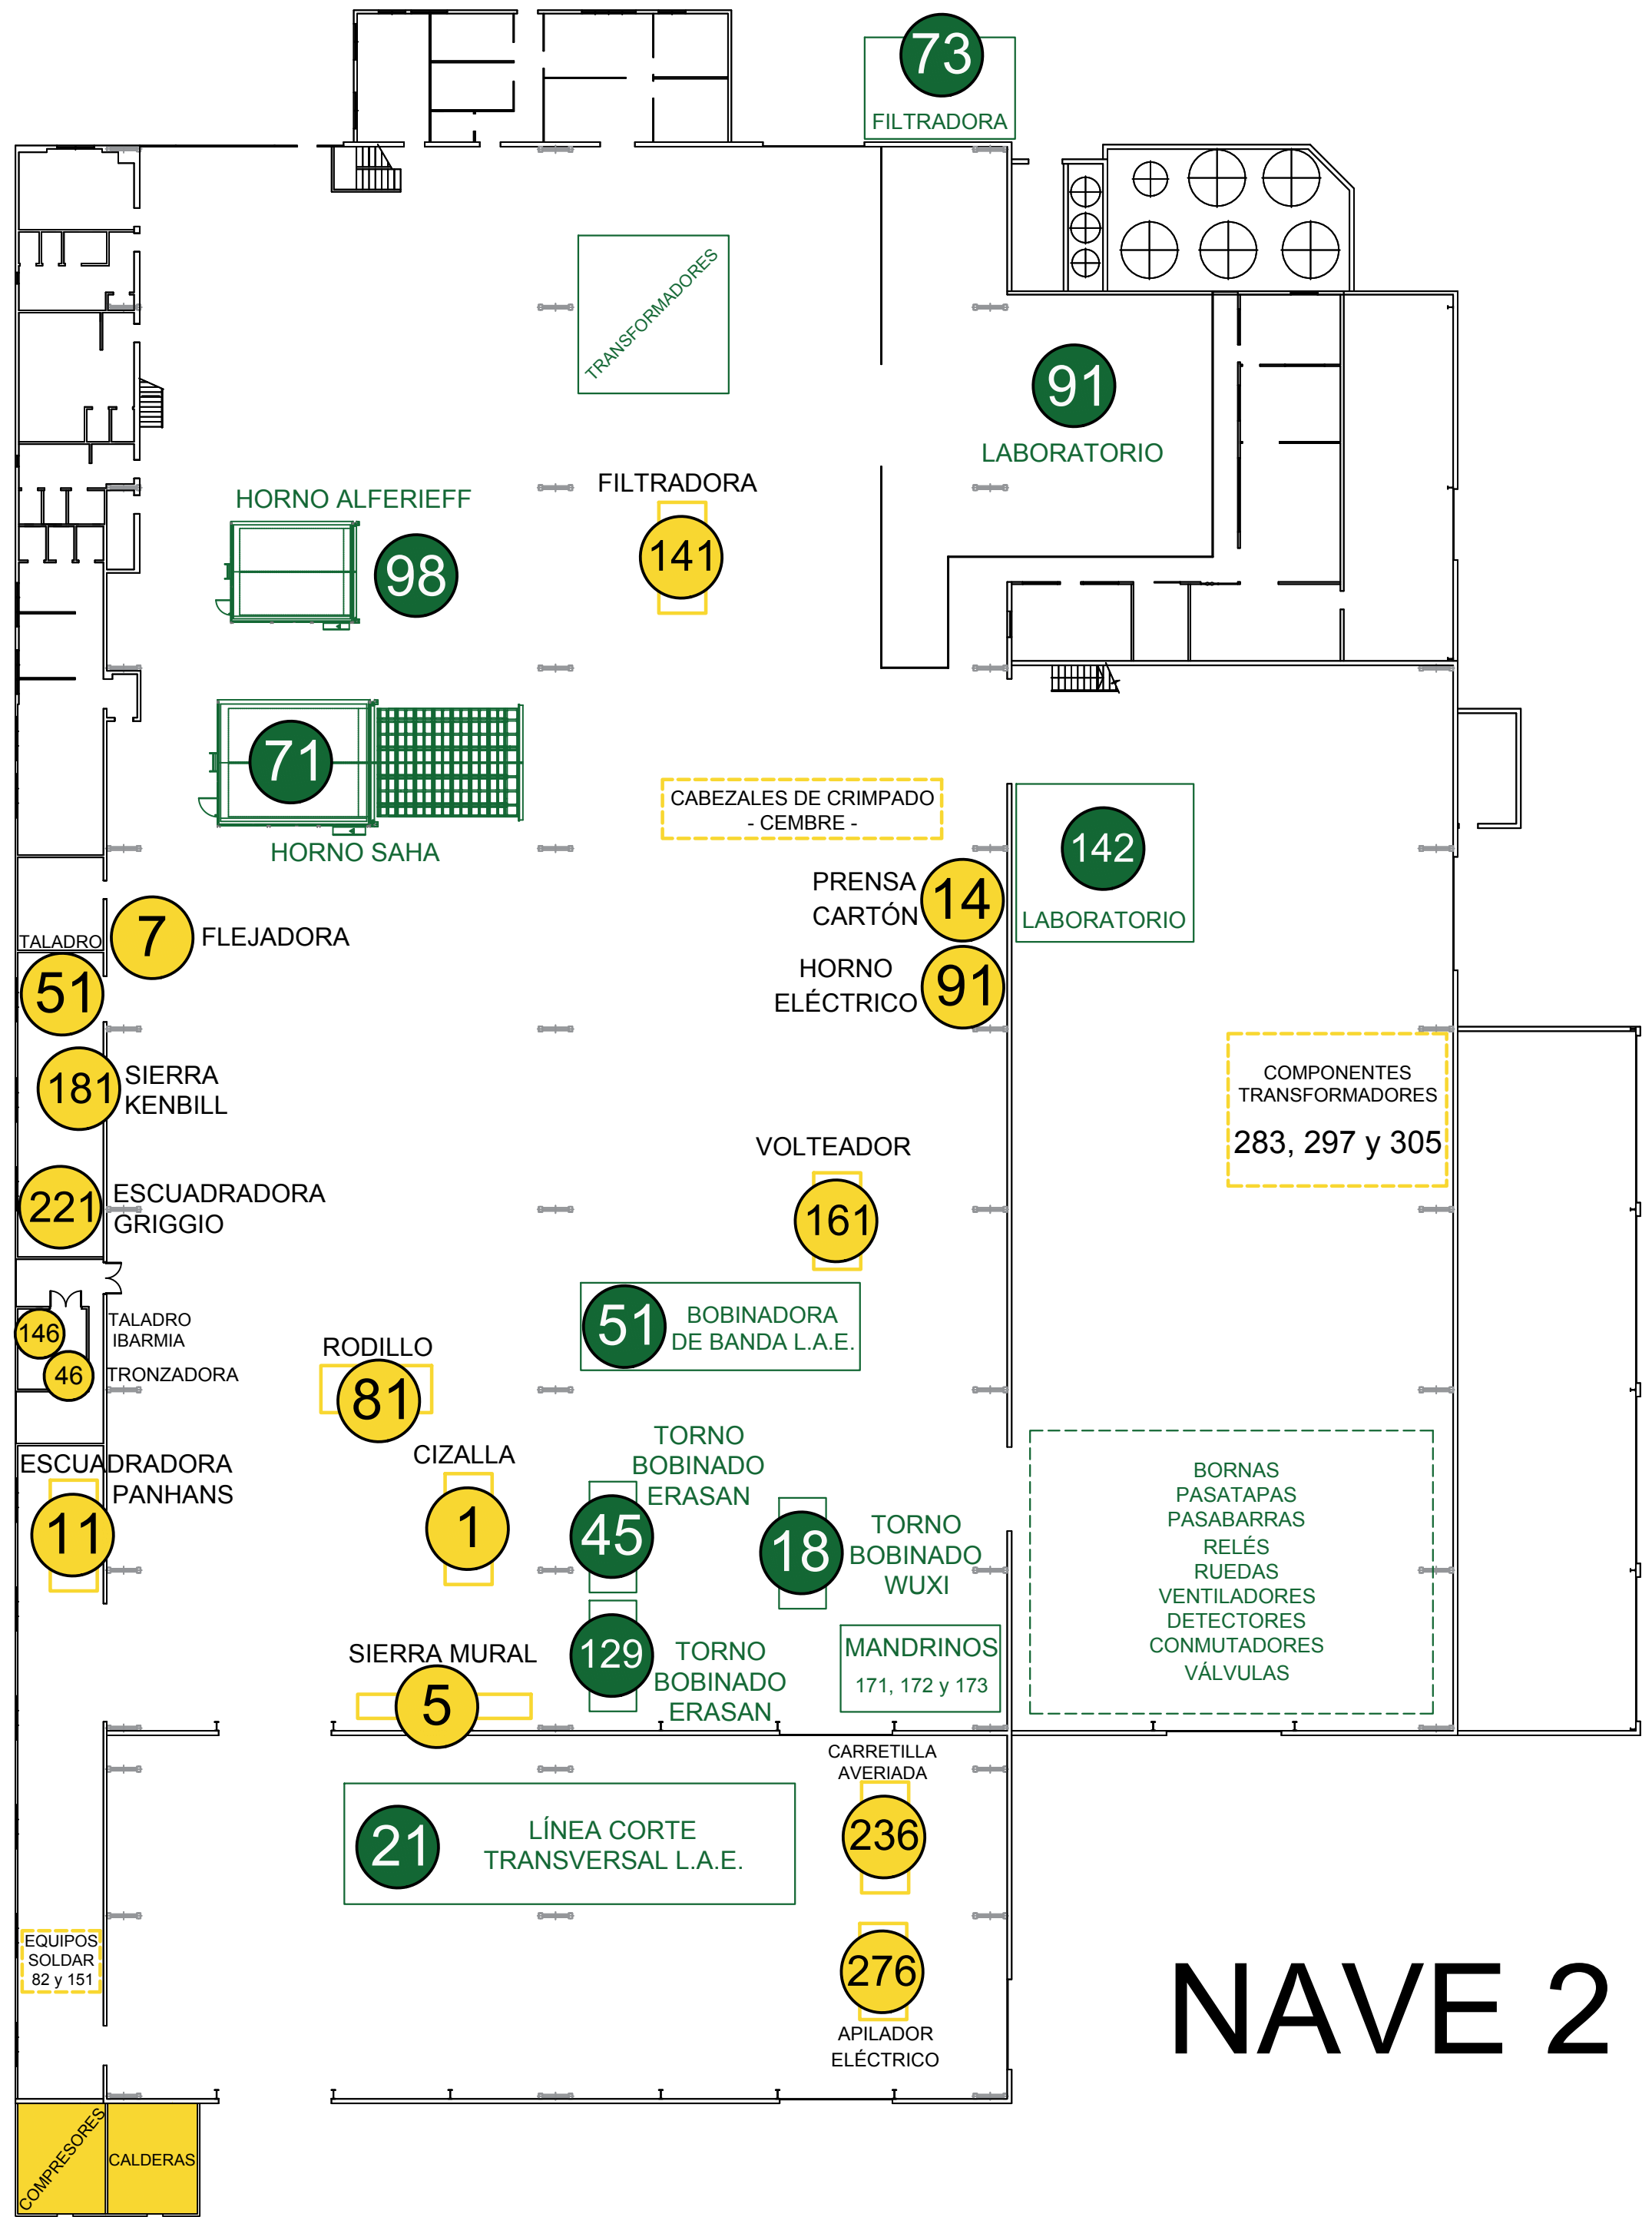 73
FILTRADORA
TRANSFORMADORES
91
LABORATORIO
HORNO ALFERIEFF
98
FILTRADORA
141
71
HORNO SAHA
CABEZALES DE CRIMPADO
- CEMBRE -
142
LABORATORIO
PRENSA
CARTÓN
14
HORNO
ELÉCTRICO
91
TALADRO
7
FLEJADORA
51
181
SIERRA
KENBILL
COMPONENTES
TRANSFORMADORES
283, 297 y 305
VOLTEADOR
161
221
ESCUADRADORA
GRIGGIO
51
BOBINADORA
DE BANDA L.A.E.
146
TALADRO
IBARMIA
46
TRONZADORA
RODILLO
81
CIZALLA
1
ESCUADRADORA
PANHANS
11
TORNO
BOBINADO
ERASAN
45
18
TORNO
BOBINADO
WUXI
129
TORNO
BOBINADO
ERASAN
MANDRINOS
171, 172 y 173
BORNAS
PASATAPAS
PASABARRAS
RELÉS
RUEDAS
VENTILADORES
DETECTORES
CONMUTADORES
VÁLVULAS
SIERRA MURAL
5
CARRETILLA
AVERIADA
236
21
LÍNEA CORTE
TRANSVERSAL L.A.E.
EQUIPOS
SOLDAR
82 y 151
276
APILADOR
ELÉCTRICO
NAVE 2
COMPRESORES
CALDERAS